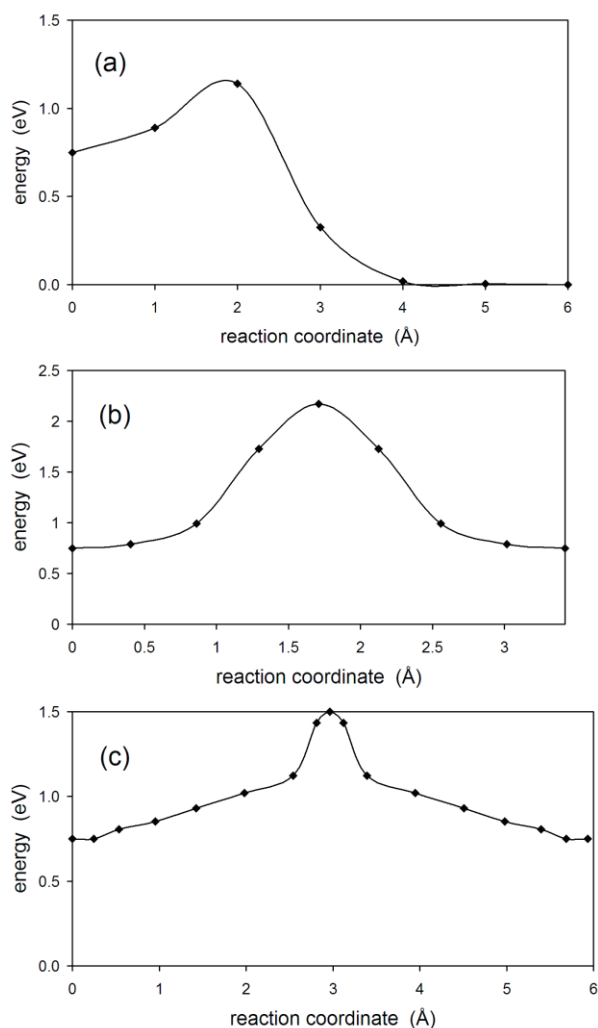 (a)
energy (eV)
1.5
1.0
0.5
0.0
0 1 2 3 4 5 6
reaction coordinate (Å)
(b)
energy (eV)
2.5
2
1.5
1
0.5
0
0 0.5 1 1.5 2 2.5 3
reaction coordinate (Å)
(c)
energy (eV)
1.5
1.0
0.5
0.0
0 1 2 3 4 5 6
reaction coordinate (Å)